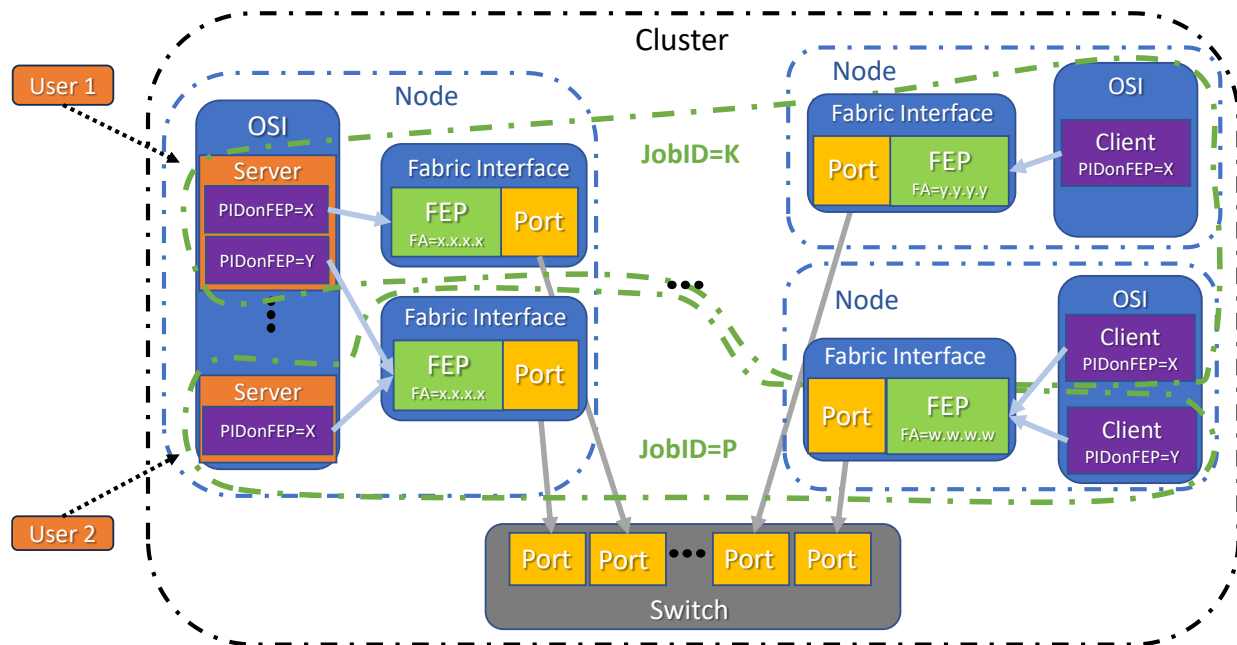 Cluster
User 1
Node
OSI
Server
PIDonFEP=X
PIDonFEP=Y
Fabric Interface
FEP
FA=x.x.x.x
Port
Fabric Interface
FEP
FA=x.x.x.x
Port
Server
PIDonFEP=X
User 2
JobID=K
JobID=P
Node
Fabric Interface
Port
FEP
FA=y.y.y.y
OSI
Client
PIDonFEP=X
Node
Fabric Interface
Port
FEP
FA=w.w.w.w
OSI
Client
PIDonFEP=X
Client
PIDonFEP=Y
Port
Port
Port
Port
Switch